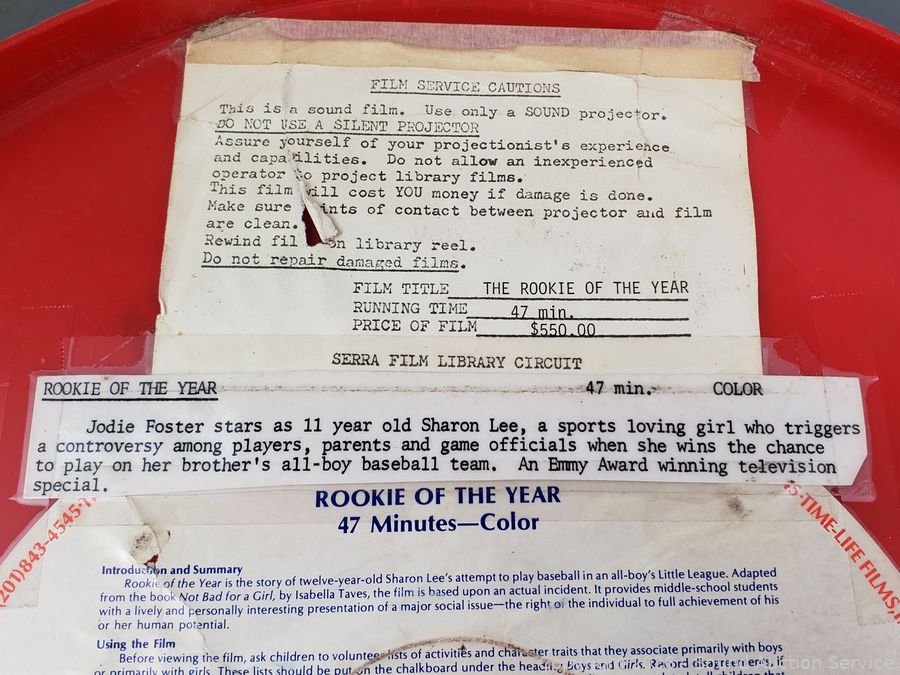 FILM SERVICE CAUTIONS
This is a sound film. Use only a SOUND projector.
DO NOT USE A SILENT PROJECTOR
Assure yourself of your projectionist's experience
and capabilities. Do not allow an inexperienced
operator to project library films.
This film will cost YOU money if damage is done.
Make sure ints of contact between projector and film
are clean.
Rewind fil on library reel.
Do not repair damaged films.
FILM TITLE THE ROOKIE OF THE YEAR
RUNNING TIME 47 min.
PRICE OF FILM $550.00
SERRA FILM LIBRARY CIRCUIT
ROOKIE OF THE YEAR 47 min. COLOR
Jodie Foster stars as 11 year old Sharon Lee, a sports loving girl who triggers
a controversy among players, parents and game officials when she wins the chance
to play on her brother's all-boy baseball team. An Emmy Award winning television
special.
ROOKIE OF THE YEAR
47 Minutes—Color
(201)843-4545
TIME-LIFE FILMS,
Introduction and Summary
Rookie of the Year is the story of twelve-year-old Sharon Lee's attempt to play baseball in an all-boy's Little League. Adapted
from the book Not Bad for a Girl, by Isabella Taves, the film is based upon an actual incident. It provides middle-school students
with a lively and personally interesting presentation of a major social issue—the right of the individual to full achievement of his
or her human potential.
Using the Film
Before viewing the film, ask children to volunteer lists of activities and character traits that they associate primarily with boys
or primarily with girls. These lists should be put on the chalkboard under the heading Boys and Girls. Record disagreements, if
Auction Service